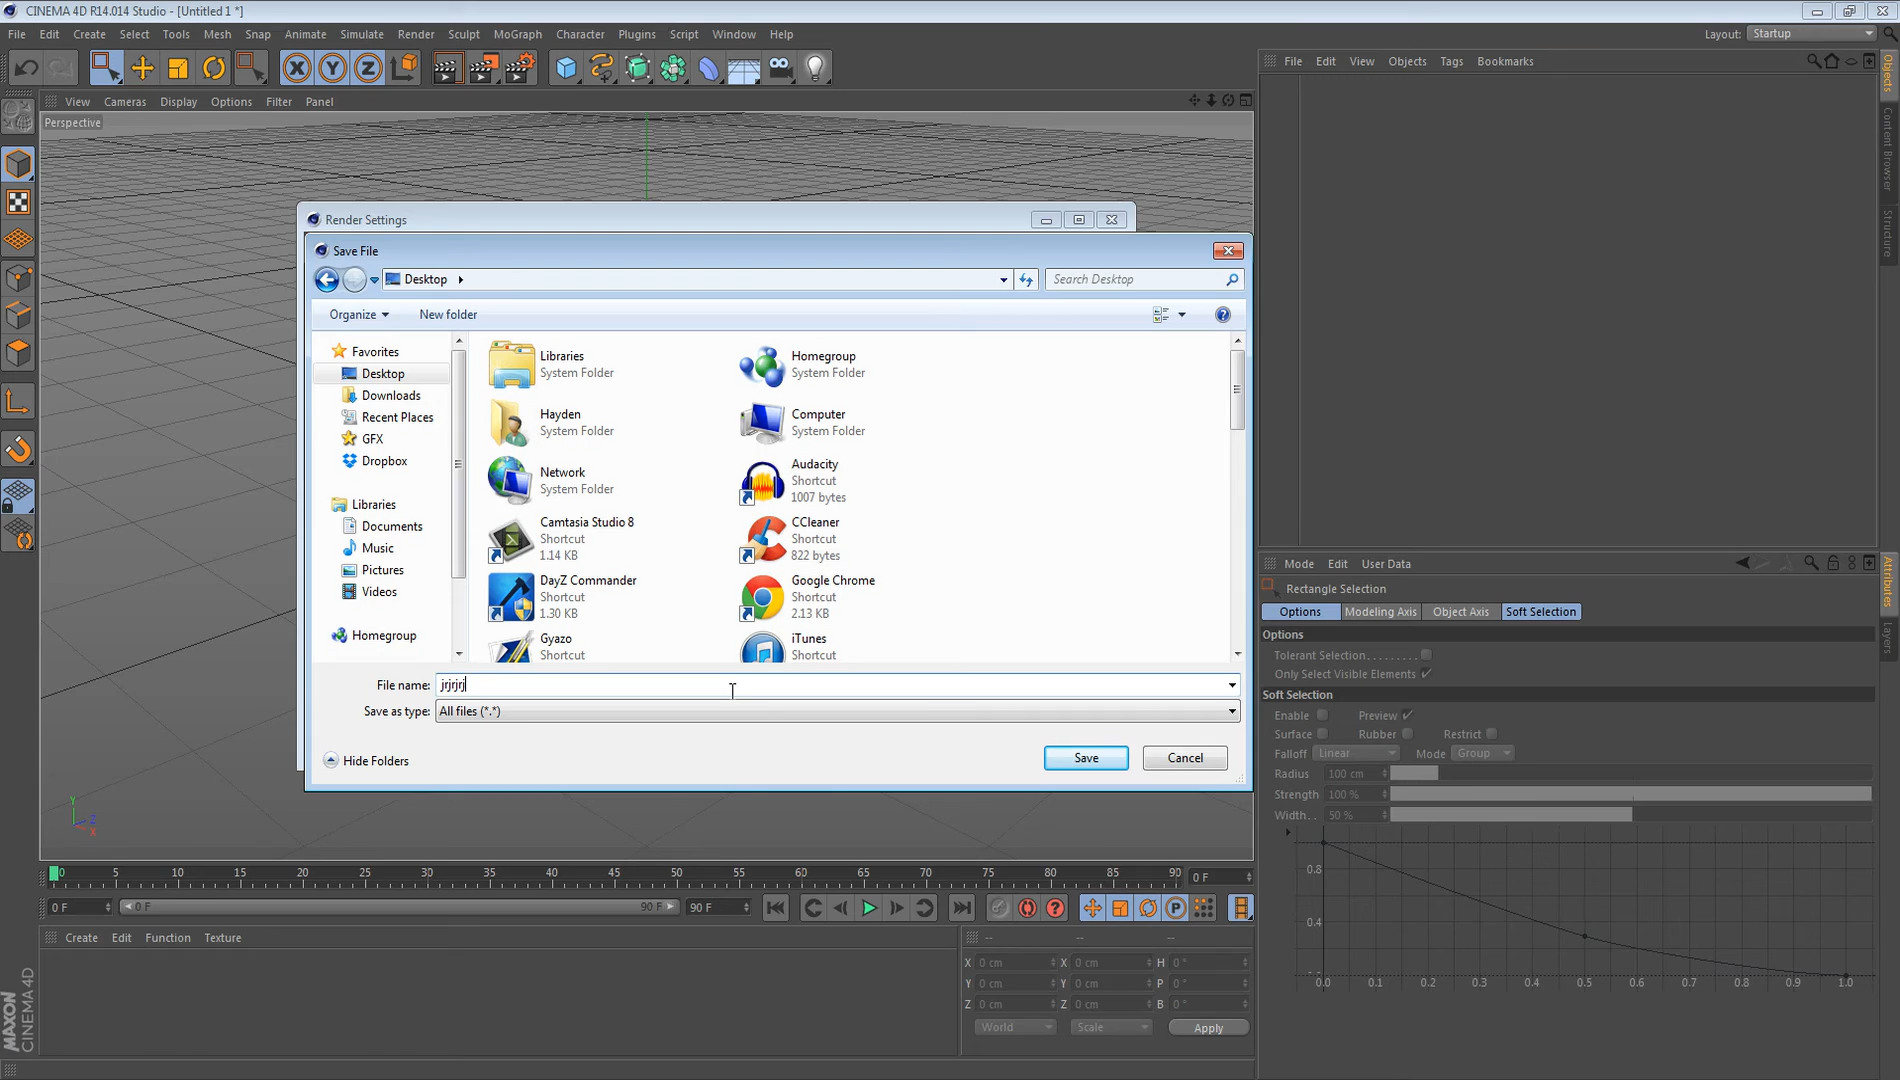 CINEMA 4D R14.014 Studio - [Untitled 1 *]
File Edit Create Select Tools Mesh Snap Animate Simulate Render Sculpt MoGraph Character Plugins Script Window Help
Layout: Startup
File Edit View Objects Tags Bookmarks
View Cameras Display Options Filter Panel
Perspective
Objects
Content Browser
Structure
Render Settings
Save File
Desktop
Search Desktop
Organize New folder
Favorites
Desktop
Downloads
Recent Places
GFX
Dropbox
Libraries
Documents
Music
Pictures
Videos
Homegroup
Libraries
System Folder
Homegroup
System Folder
Hayden
Computer
System Folder
Network
System Folder
Audacity
Shortcut
1007 bytes
Camtasia Studio 8
Shortcut
1.14 KB
CCleaner
Shortcut
822 bytes
DayZ Commander
Shortcut
1.30 KB
Google Chrome
Shortcut
2.13 KB
Gyazo
Shortcut
iTunes
Shortcut
File name: jrjrjrj
Save as type: All files (*.*)
Hide Folders
Save Cancel
Mode Edit User Data
Rectangle Selection
Options Modeling Axis Object Axis Soft Selection
Options
Tolerant Selection . . . . . . . .
Only Select Visible Elements
Soft Selection
Enable Preview
Surface Rubber Restrict
Falloff Linear Mode Group
Radius 100 cm
Strength 100 %
Width . . 50 %
0.8
0.4
0.0 0.1 0.2 0.3 0.4 0.5 0.6 0.7 0.8 0.9 1.0
Attributes
Layers
Y
Z
X
0 5 10 15 20 25 30 35 40 45 50 55 60 65 70 75 80 85 90 0 F
0 F 0 F 90 F 90 F
Create Edit Function Texture
-- -- --
X 0 cm X 0 cm H 0 °
Y 0 cm Y 0 cm P 0 °
Z 0 cm Z 0 cm B 0 °
World Scale Apply
MAXON
CINEMA 4D